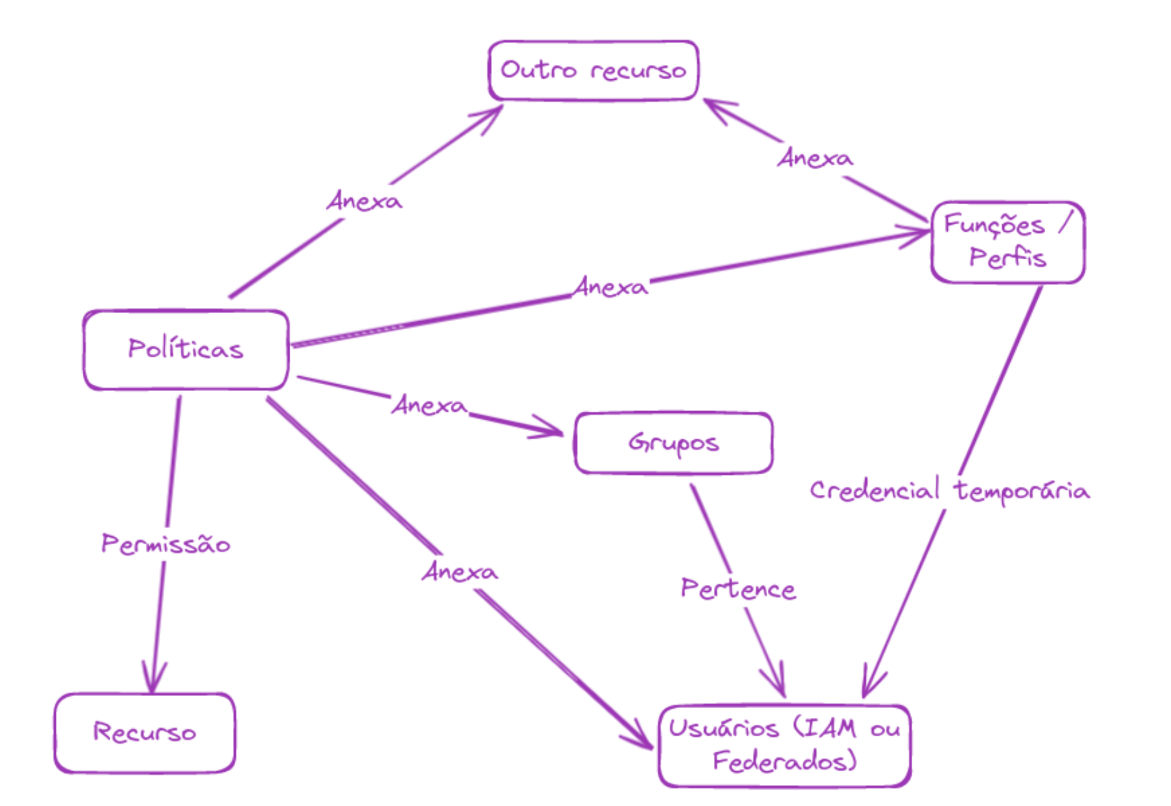 Outro recurso
Anexa
Anexa
Funções /
Perfis
Anexa
Políticas
Anexa
Grupos
Credencial temporária
Permissão
Anexa
Pertence
Recurso
Usuários (IAM ou
Federados)